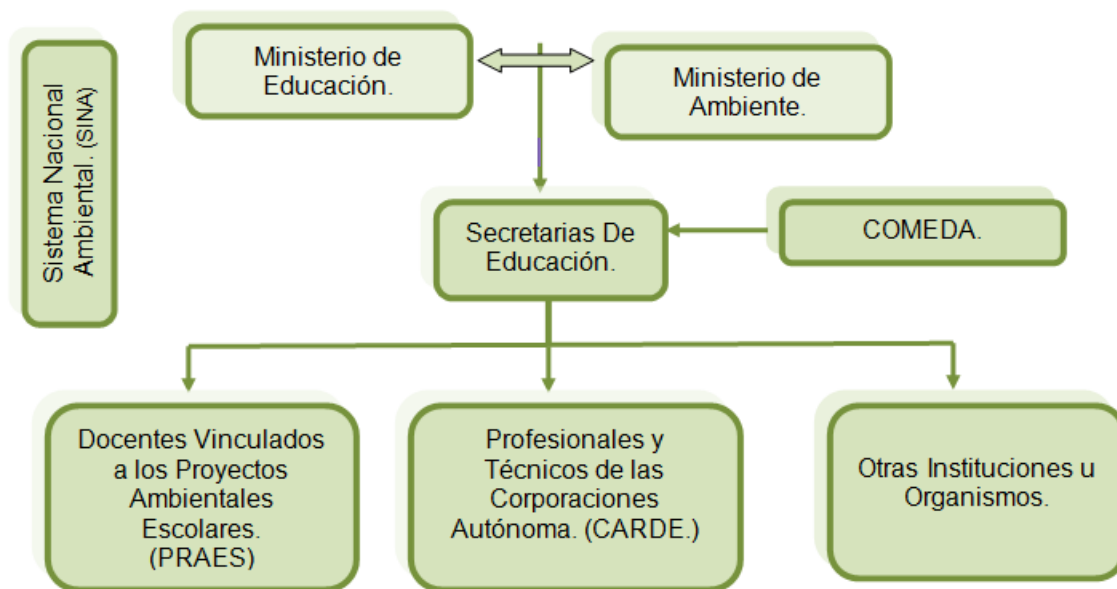 Sistema Nacional
Ambiental. (SINA)
Ministerio de
Educación.
Ministerio de
Ambiente.
Secretarias De
Educación.
COMEDA.
Docentes Vinculados
a los Proyectos
Ambientales
Escolares.
(PRAES)
Profesionales y
Técnicos de las
Corporaciones
Autónoma. (CARDE.)
Otras Instituciones u
Organismos.